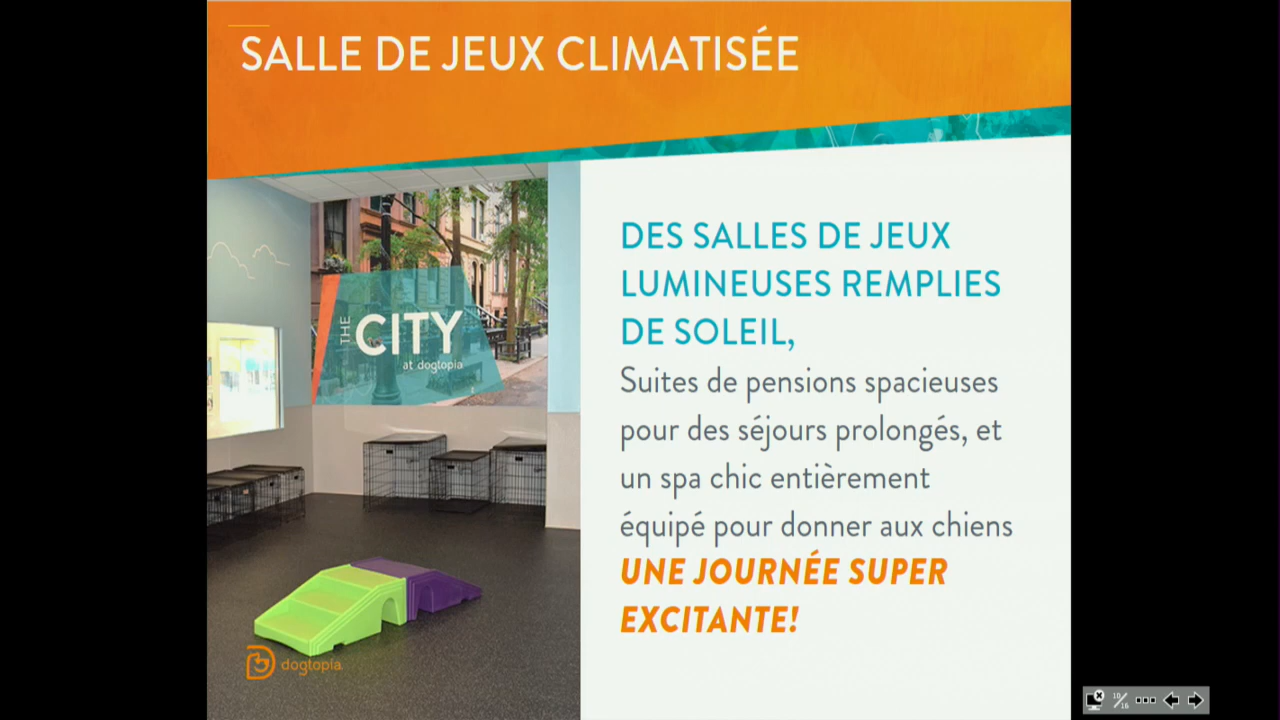 SALLE DE JEUX CLIMATISÉE
THE
CITY
at dogtopia
DES SALLES DE JEUX
LUMINEUSES REMPLIES
DE SOLEIL,
Suites de pensions spacieuses
pour des séjours prolongés, et
un spa chic entièrement
équipé pour donner aux chiens
UNE JOURNÉE SUPER
EXCITANTE!
dogtopia
10/16